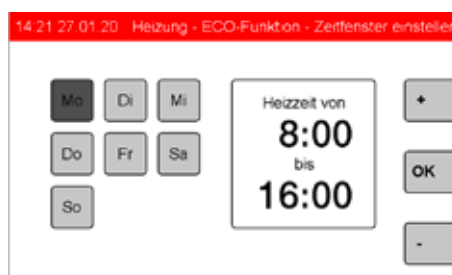 14:21 27.01.20 Heizung - ECO-Funktion - Zeitfenster einstellen
Mo Di Mi
Do Fr Sa
So
Heizzeit von
8:00
bis
16:00
+
OK
-